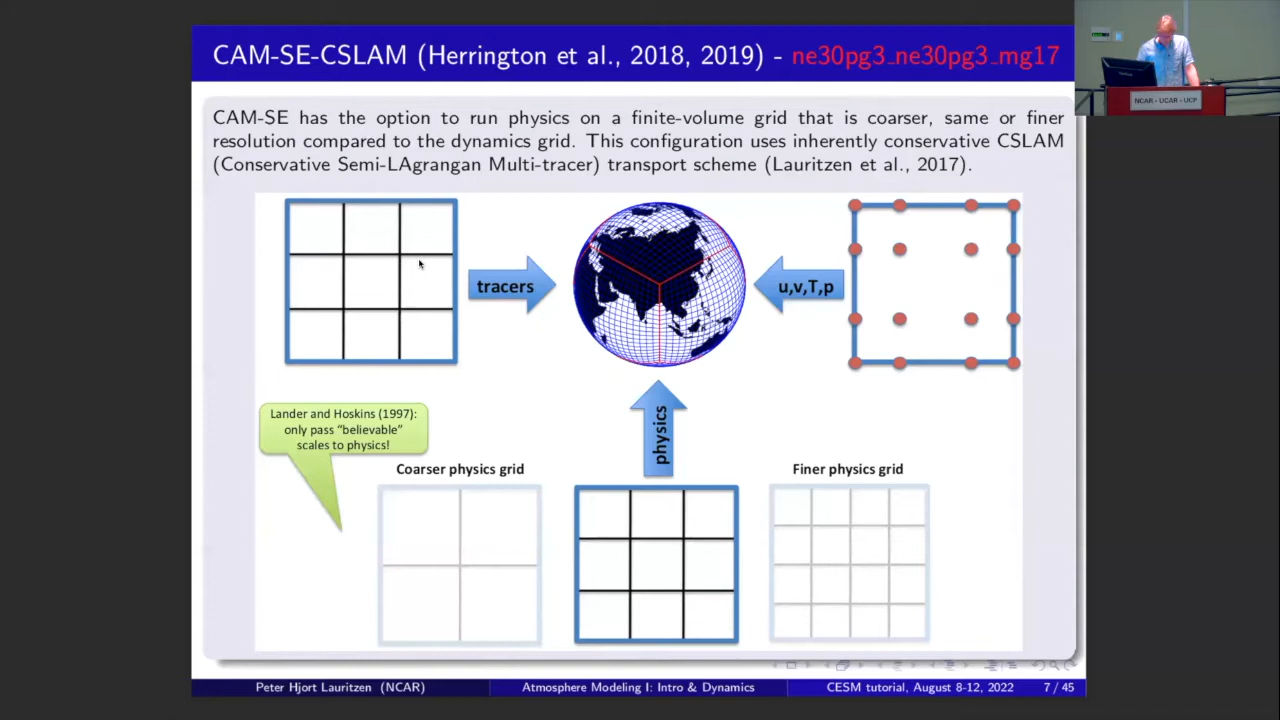 CAM-SE-CSLAM (Herrington et al., 2018, 2019) - ne30pg3_ne30pg3_mg17
NCAR - UCAR - UCP
CAM-SE has the option to run physics on a finite-volume grid that is coarser, same or finer
resolution compared to the dynamics grid. This configuration uses inherently conservative CSLAM
(Conservative Semi-LAgrangan Multi-tracer) transport scheme (Lauritzen et al., 2017).
tracers
u,v,T,p
physics
Lander and Hoskins (1997):
only pass “believable”
scales to physics!
Coarser physics grid
Finer physics grid
Peter Hjort Lauritzen (NCAR)
Atmosphere Modeling I: Intro & Dynamics
CESM tutorial, August 8-12, 2022
7 / 45